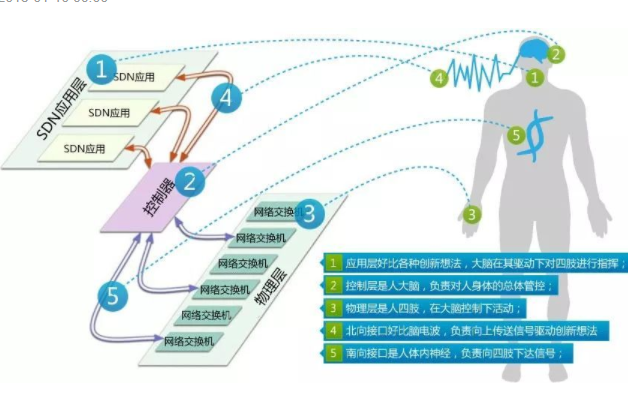 1
SDN应用层
SDN应用
SDN应用
SDN应用
4
控制器
2
网络交换机
3
网络交换机
网络交换机
网络交换机
网络交换机
网络交换机
物理层
5
4
2
1
5
3
1 应用层好比各种创新想法，大脑在其驱动下对四肢进行指挥；
2 控制层是人大脑，负责对人身体的总体管控；
3 物理层是人四肢，在大脑控制下活动；
4 北向接口好比脑电波，负责向上传送信号驱动创新想法
5 南向接口是人体内神经，负责向四肢下达信号；